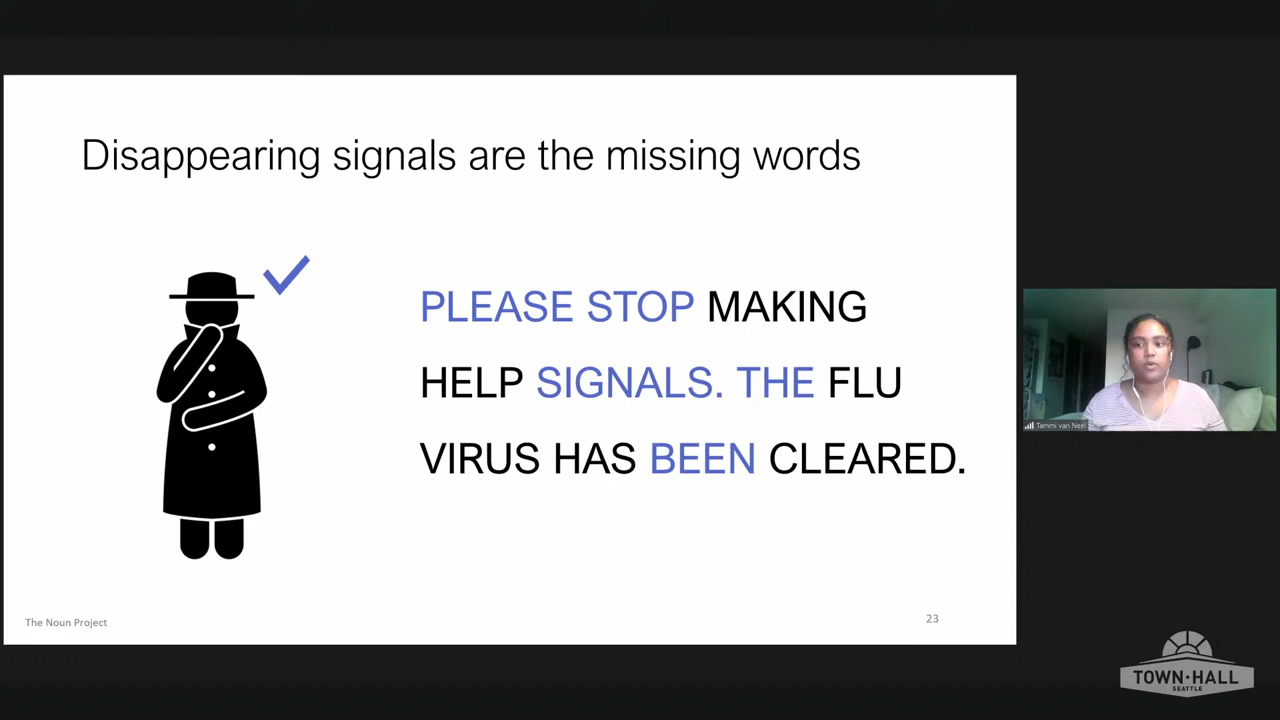 Disappearing signals are the missing words
PLEASE STOP MAKING
HELP SIGNALS. THE FLU
VIRUS HAS BEEN CLEARED.
The Noun Project
23
Tammi van Neel
TOWN·HALL
SEATTLE